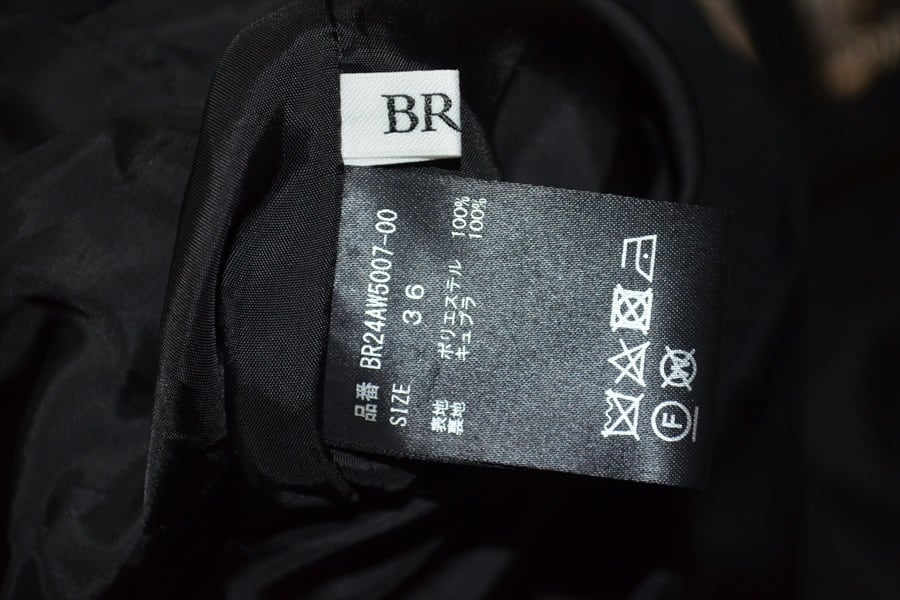 BR
品番 BR24AW5007-00
SIZE 36
表地 ポリエステル 100%
裏地 キュプラ 100%
F
W